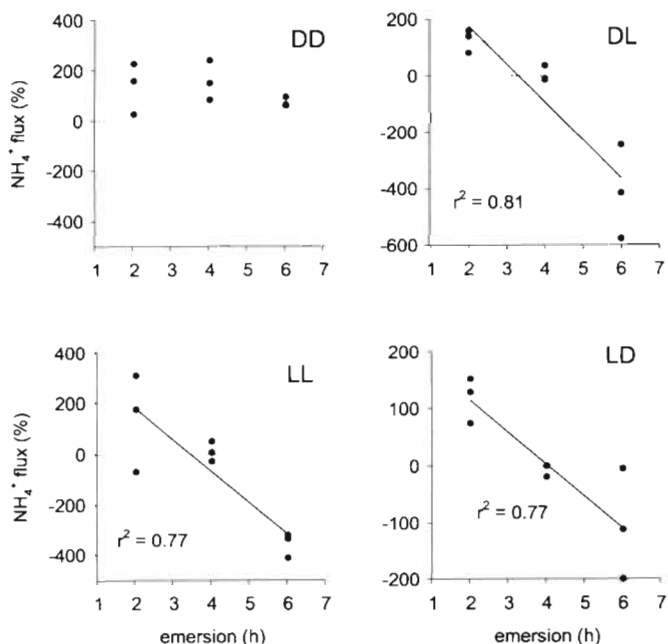 DD
NH₄⁺ flux (%)
400
200
0
-200
-400
1 2 3 4 5 6 7
DL
200
0
-200
-400
-600
r² = 0.81
1 2 3 4 5 6 7
LL
NH₄⁺ flux (%)
400
200
0
-200
-400
r² = 0.77
1 2 3 4 5 6 7
emersion (h)
LD
200
100
0
-100
-200
r² = 0.77
1 2 3 4 5 6 7
emersion (h)